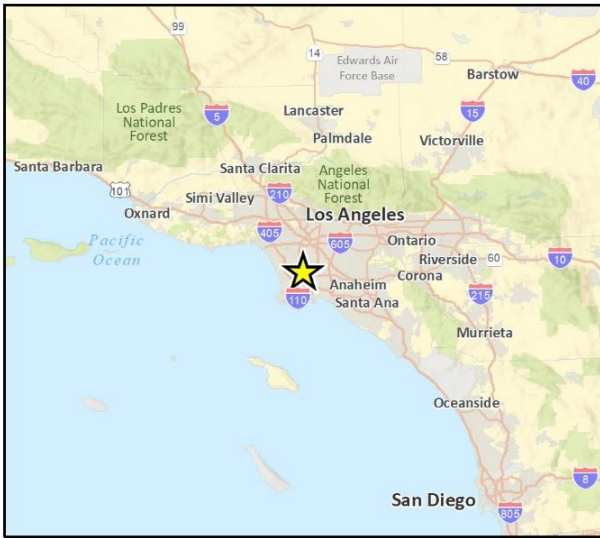 99
14
58
Edwards Air
Force Base
Barstow
40
Los Padres
National
Forest
5
Lancaster
15
Palmdale
Victorville
Santa Barbara
Santa Clarita
Angeles
National
Forest
101
Simi Valley
210
Oxnard
Los Angeles
405
605
Pacific
Ocean
Ontario
Riverside
60
10
Corona
Anaheim
110
Santa Ana
215
Murrieta
Oceanside
8
San Diego
805